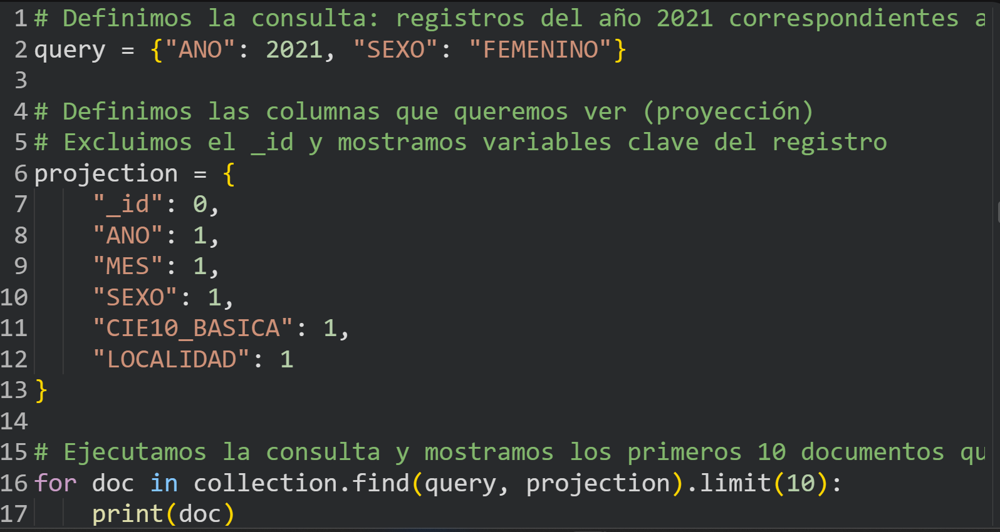 1 # Definimos la consulta: registros del año 2021 correspondientes a
2 query = {"ANO": 2021, "SEXO": "FEMENINO"}
3
4 # Definimos las columnas que queremos ver (proyección)
5 # Excluimos el _id y mostramos variables clave del registro
6 projection = {
7     "_id": 0,
8     "ANO": 1,
9     "MES": 1,
10     "SEXO": 1,
11     "CIE10_BASICA": 1,
12     "LOCALIDAD": 1
13 }
14
15 # Ejecutamos la consulta y mostramos los primeros 10 documentos qu
16 for doc in collection.find(query, projection).limit(10):
17     print(doc)